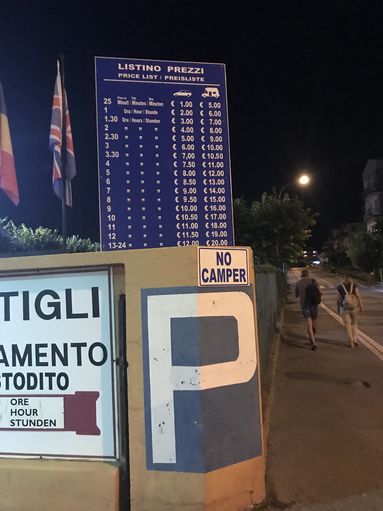 LISTINO PREZZI
PRICE LIST / PREISLISTE
25 Minuti / Minutes / Minuten € 1.00 € 5.00
1 Ora / Hour / Stunde € 2.00 € 6.00
1.30 Ore / Hours / Stunden € 3.00 € 7.00
2 " " " € 4.00 € 8.00
2.30 " " " € 5.00 € 9.00
3 " " " € 6.00 € 10.00
3.30 " " " € 7.00 € 10.50
4 " " " € 7.50 € 11.00
5 " " " € 8.00 € 12.00
6 " " " € 8.50 € 13.50
7 " " " € 9.00 € 14.50
8 " " " € 9.50 € 15.00
9 " " " € 10.00 € 16.00
10 " " " € 10.50 € 17.00
11 " " " € 11.00 € 18.00
12 " " " € 11.50 € 19.00
13-24 " " " € 12.00 € 20.00
NO
CAMPER
TIGLI
AMENTO
STODITO
ORE
HOUR
STUNDEN
P